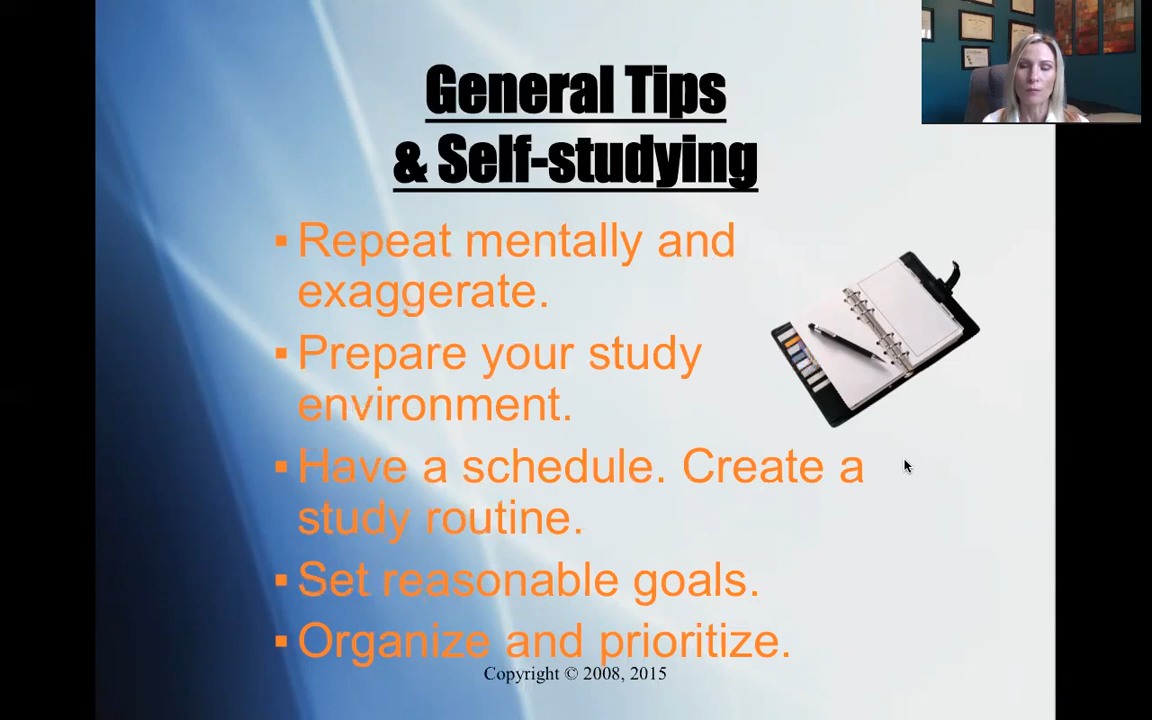 General Tips
& Self-studying
▪ Repeat mentally and
exaggerate.
▪ Prepare your study
environment.
▪ Have a schedule. Create a
study routine.
▪ Set reasonable goals.
▪ Organize and prioritize.
Copyright © 2008, 2015